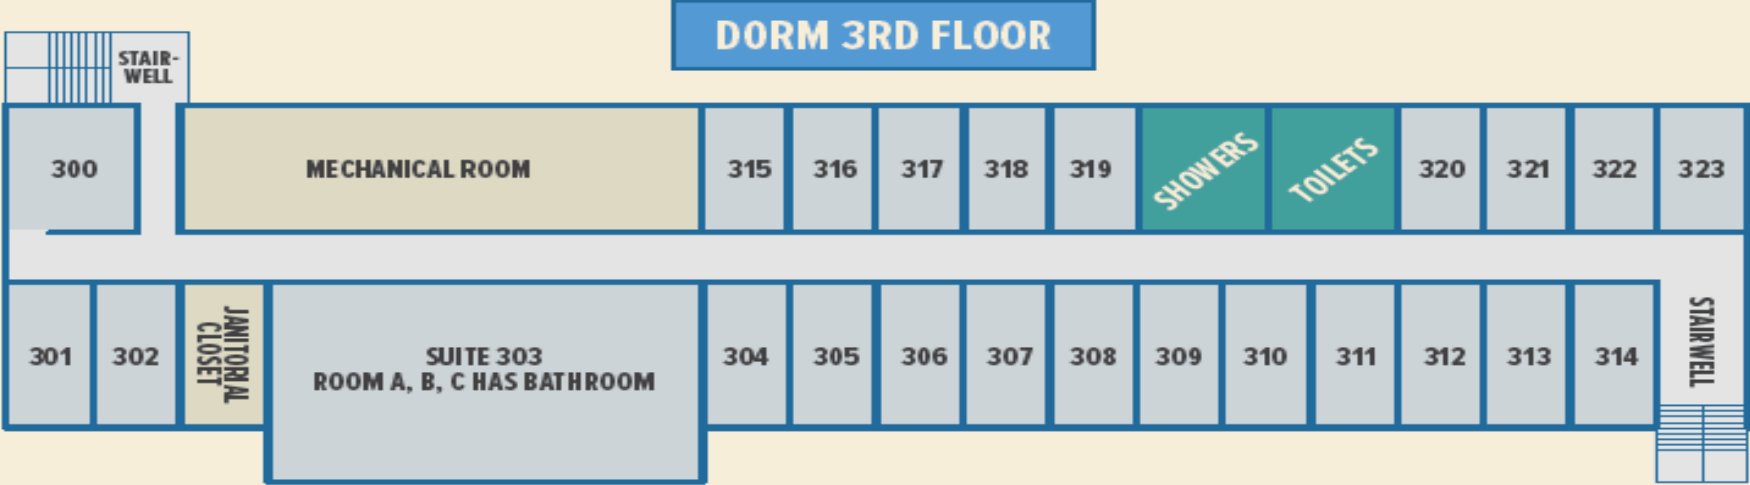 DORM 3RD FLOOR
STAIR-
WELL
300
MECHANICAL ROOM
315
316
317
318
319
SHOWERS
TOILETS
320
321
322
323
301
302
JANITORIAL
CLOSET
SUITE 303
ROOM A, B, C HAS BATHROOM
304
305
306
307
308
309
310
311
312
313
314
STAIRWELL